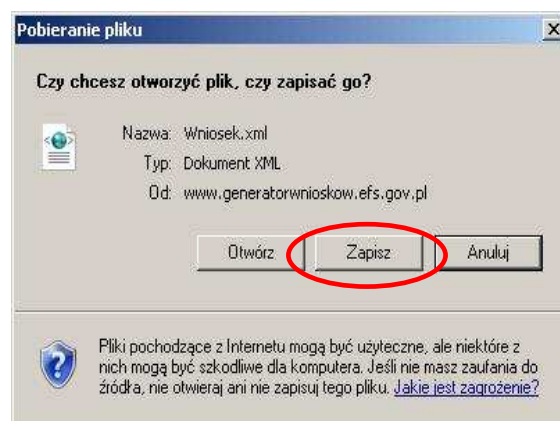 Pobieranie pliku
Czy chcesz otworzyć plik, czy zapisać go?
Nazwa: Wniosek.xml
Typ: Dokument XML
Od: www.generatorwnioskow.efs.gov.pl
Otwórz Zapisz Anuluj
Pliki pochodzące z Internetu mogą być użyteczne, ale niektóre z
nich mogą być szkodliwe dla komputera. Jeśli nie masz zaufania do
źródła, nie otwieraj ani nie zapisuj tego pliku. Jakie jest zagrożenie?